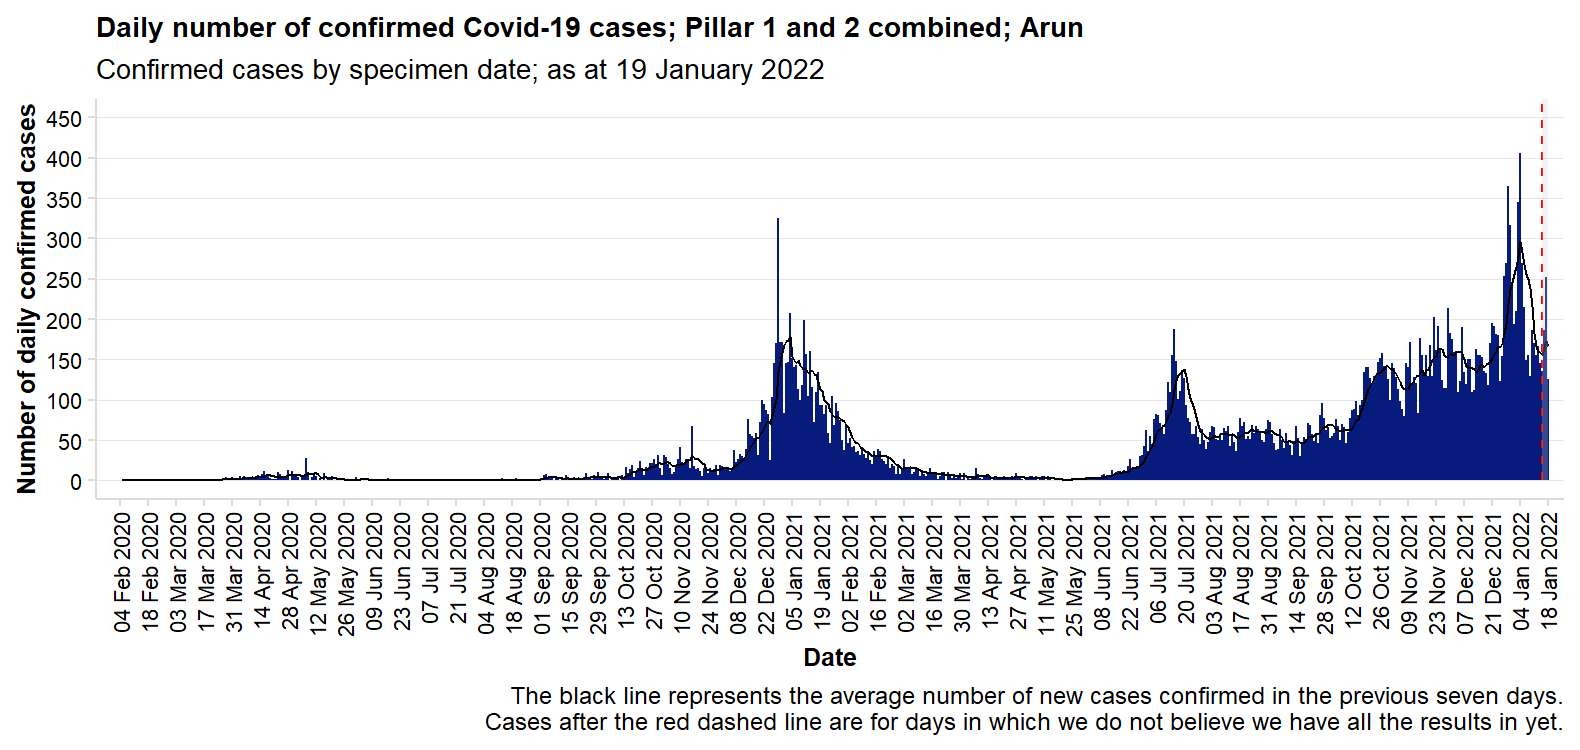 Daily number of confirmed Covid-19 cases; Pillar 1 and 2 combined; Arun
Confirmed cases by specimen date; as at 19 January 2022
Number of daily confirmed cases
450
400
350
300
250
200
150
100
50
0
04 Feb 2020
18 Feb 2020
03 Mar 2020
17 Mar 2020
31 Mar 2020
14 Apr 2020
28 Apr 2020
12 May 2020
26 May 2020
09 Jun 2020
23 Jun 2020
07 Jul 2020
21 Jul 2020
04 Aug 2020
18 Aug 2020
01 Sep 2020
15 Sep 2020
29 Sep 2020
13 Oct 2020
27 Oct 2020
10 Nov 2020
24 Nov 2020
08 Dec 2020
22 Dec 2020
05 Jan 2021
19 Jan 2021
02 Feb 2021
16 Feb 2021
02 Mar 2021
16 Mar 2021
30 Mar 2021
13 Apr 2021
27 Apr 2021
11 May 2021
25 May 2021
08 Jun 2021
22 Jun 2021
06 Jul 2021
20 Jul 2021
03 Aug 2021
17 Aug 2021
31 Aug 2021
14 Sep 2021
28 Sep 2021
12 Oct 2021
26 Oct 2021
09 Nov 2021
23 Nov 2021
07 Dec 2021
21 Dec 2021
04 Jan 2022
18 Jan 2022
Date
The black line represents the average number of new cases confirmed in the previous seven days.
Cases after the red dashed line are for days in which we do not believe we have all the results in yet.